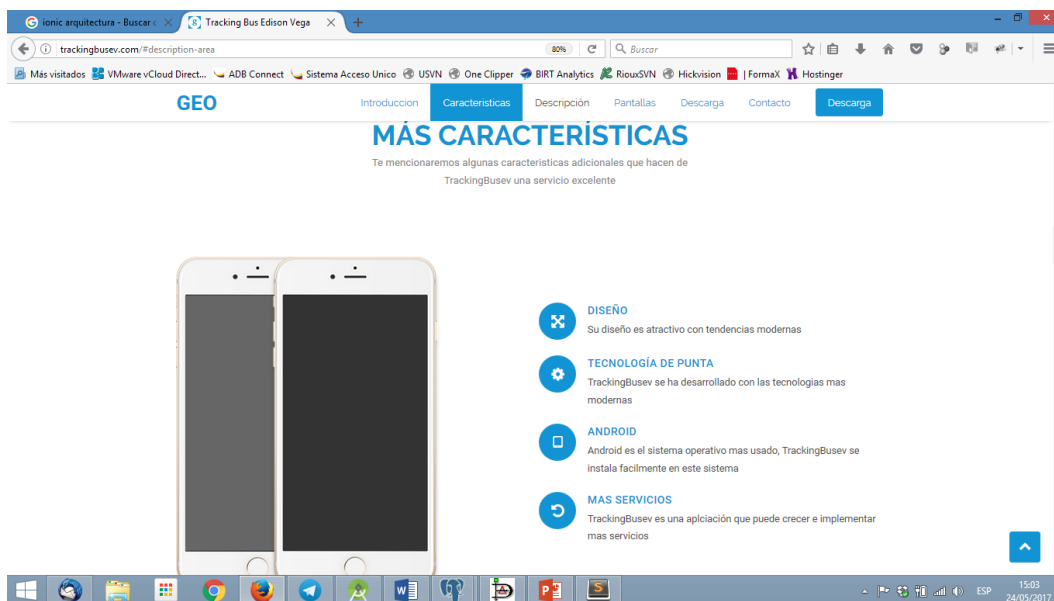 ionic arquitectura - Buscar c
Tracking Bus Edison Vega
trackingbusev.com/#description-area
80%
Buscar
Más visitados VMware vCloud Direct... ADB Connect Sistema Acceso Unico USVN One Clipper BIRT Analytics RiouxSVN Hickvision | FormaX Hostinger
GEO Introduccion Caracteristicas Descripción Pantallas Descarga Contacto Descarga
MÁS CARACTERÍSTICAS
Te mencionaremos algunas caracteristicas adicionales que hacen de
TrackingBusev una servicio excelente
DISEÑO
Su diseño es atractivo con tendencias modernas
TECNOLOGÍA DE PUNTA
TrackingBusev se ha desarrollado con las tecnologias mas
modernas
ANDROID
Android es el sistema operativo mas usado, TrackingBusev se
instala facilmente en este sistema
MAS SERVICIOS
TrackingBusev es una aplciación que puede crecer e implementar
mas servicios
ESP
15:03
24/05/2017